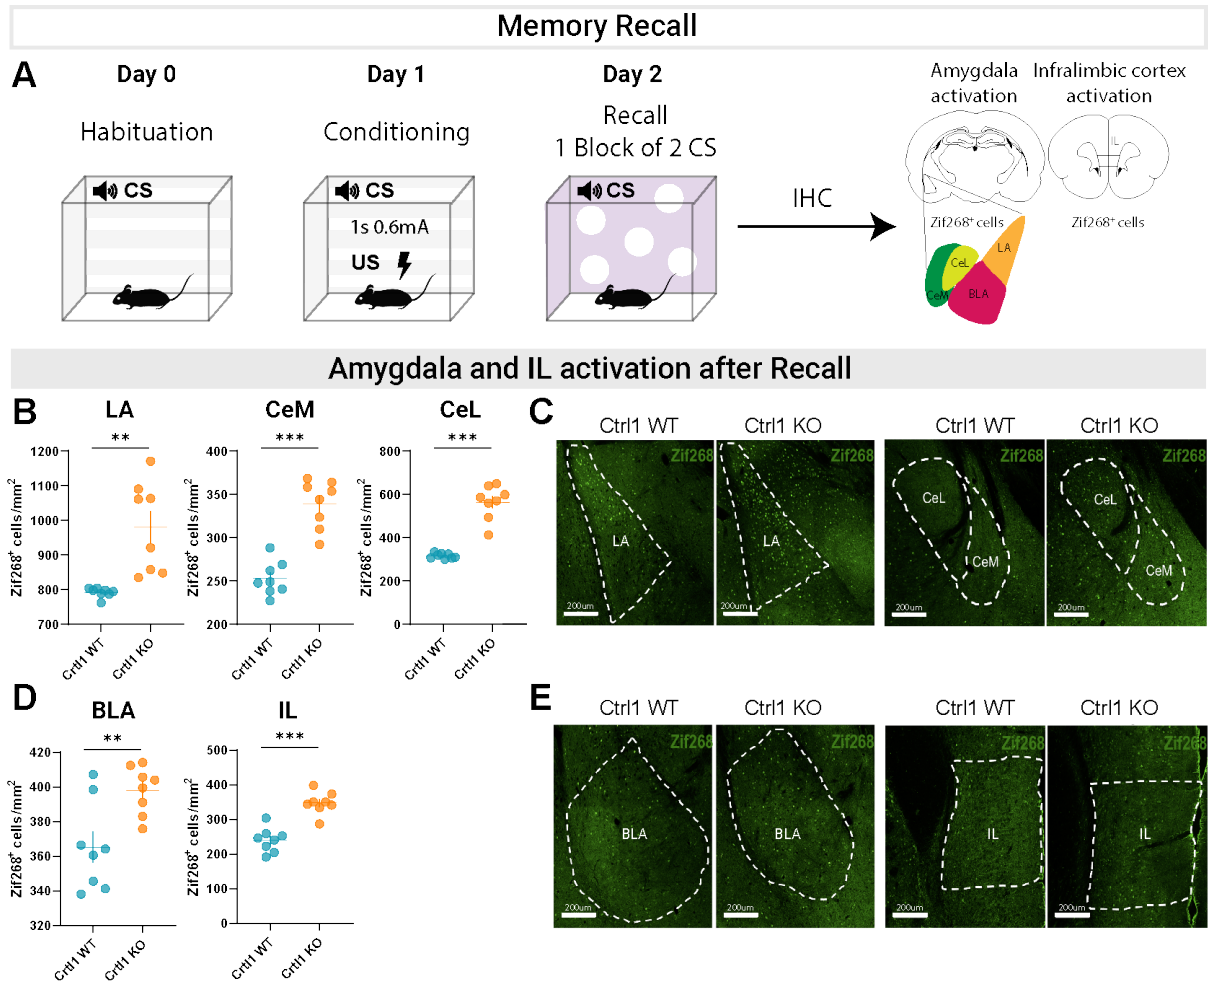 Memory Recall
A
Day 0
Day 1
Day 2
Habituation
Conditioning
Recall
1 Block of 2 CS
CS
CS
1s 0.6mA
US
CS
IHC
Amygdala
activation
Infralimbic cortex
activation
IL
Zif268+ cells
Zif268+ cells
LA
CeL
CeM
BLA
Amygdala and IL activation after Recall
B
LA
**
1200
1100
1000
900
800
700
Zif268+ cells/mm2
Crtl1 WT
Crtl1 KO
CeM
***
400
350
300
250
200
Zif268+ cells/mm2
Crtl1 WT
Crtl1 KO
CeL
***
800
600
400
200
0
Zif268+ cells/mm2
Crtl1 WT
Crtl1 KO
C
Ctrl1 WT
Ctrl1 KO
Ctrl1 WT
Ctrl1 KO
Zif268
LA
200um
Zif268
LA
200um
Zif268
CeL
CeM
200um
Zif268
CeL
CeM
200um
D
BLA
**
420
400
380
360
340
320
Zif268+ cells/mm2
Crtl1 WT
Crtl1 KO
IL
***
500
400
300
200
100
0
Zif268+ cells/mm2
Crtl1 WT
Crtl1 KO
E
Ctrl1 WT
Ctrl1 KO
Ctrl1 WT
Ctrl1 KO
Zif268
BLA
200um
Zif268
BLA
200um
Zif268
IL
200um
Zif268
IL
200um